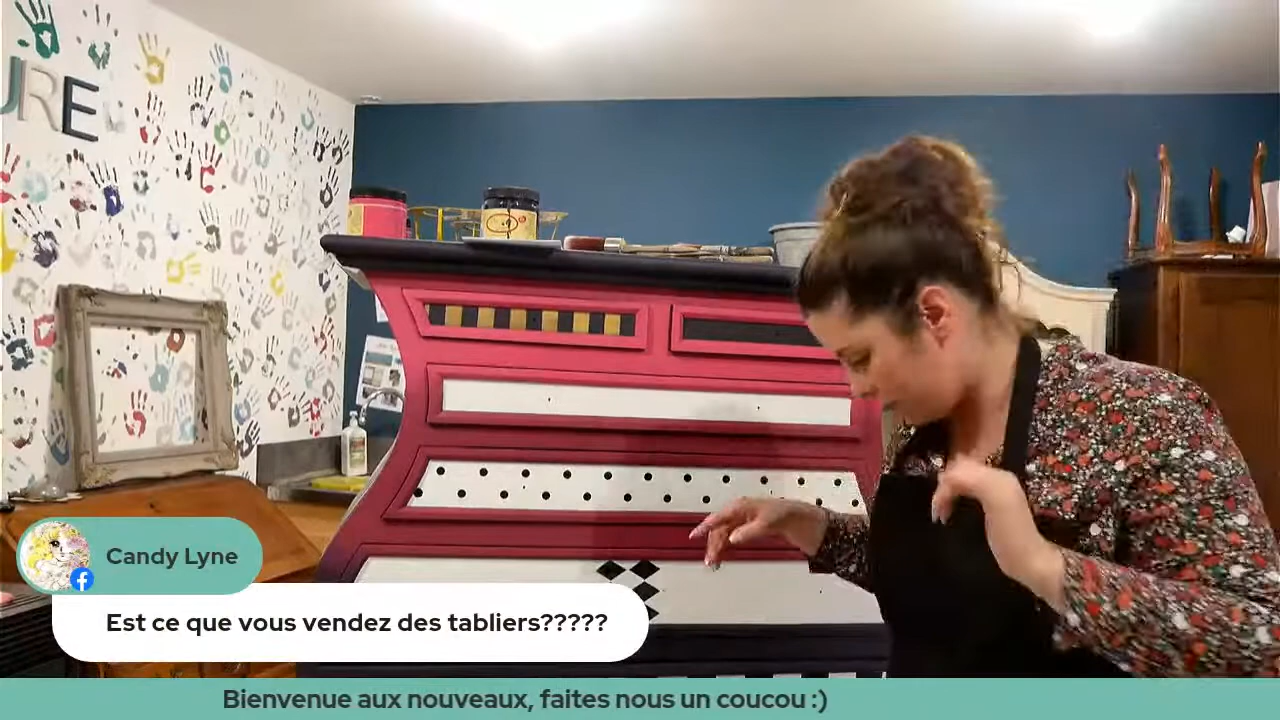 URE
Candy Lyne
Est ce que vous vendez des tabliers?????
Bienvenue aux nouveaux, faites nous un coucou :)